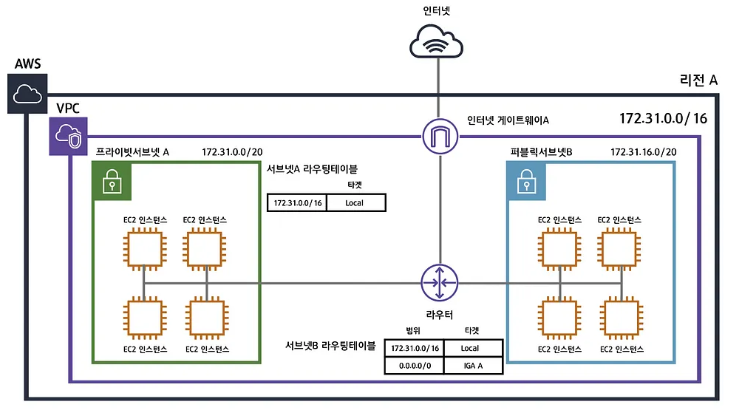 인터넷
AWS
리전 A
VPC
인터넷 게이트웨이A
172.31.0.0/16
프라이빗서브넷 A
172.31.0.0/20
서브넷A 라우팅테이블
타겟
172.31.0.0/16
Local
퍼블릭서브넷B
172.31.16.0/20
EC2 인스턴스
EC2 인스턴스
EC2 인스턴스
EC2 인스턴스
라우터
EC2 인스턴스
EC2 인스턴스
EC2 인스턴스
EC2 인스턴스
서브넷B 라우팅테이블
범위
타겟
172.31.0.0/16
Local
0.0.0.0/0
IGA A